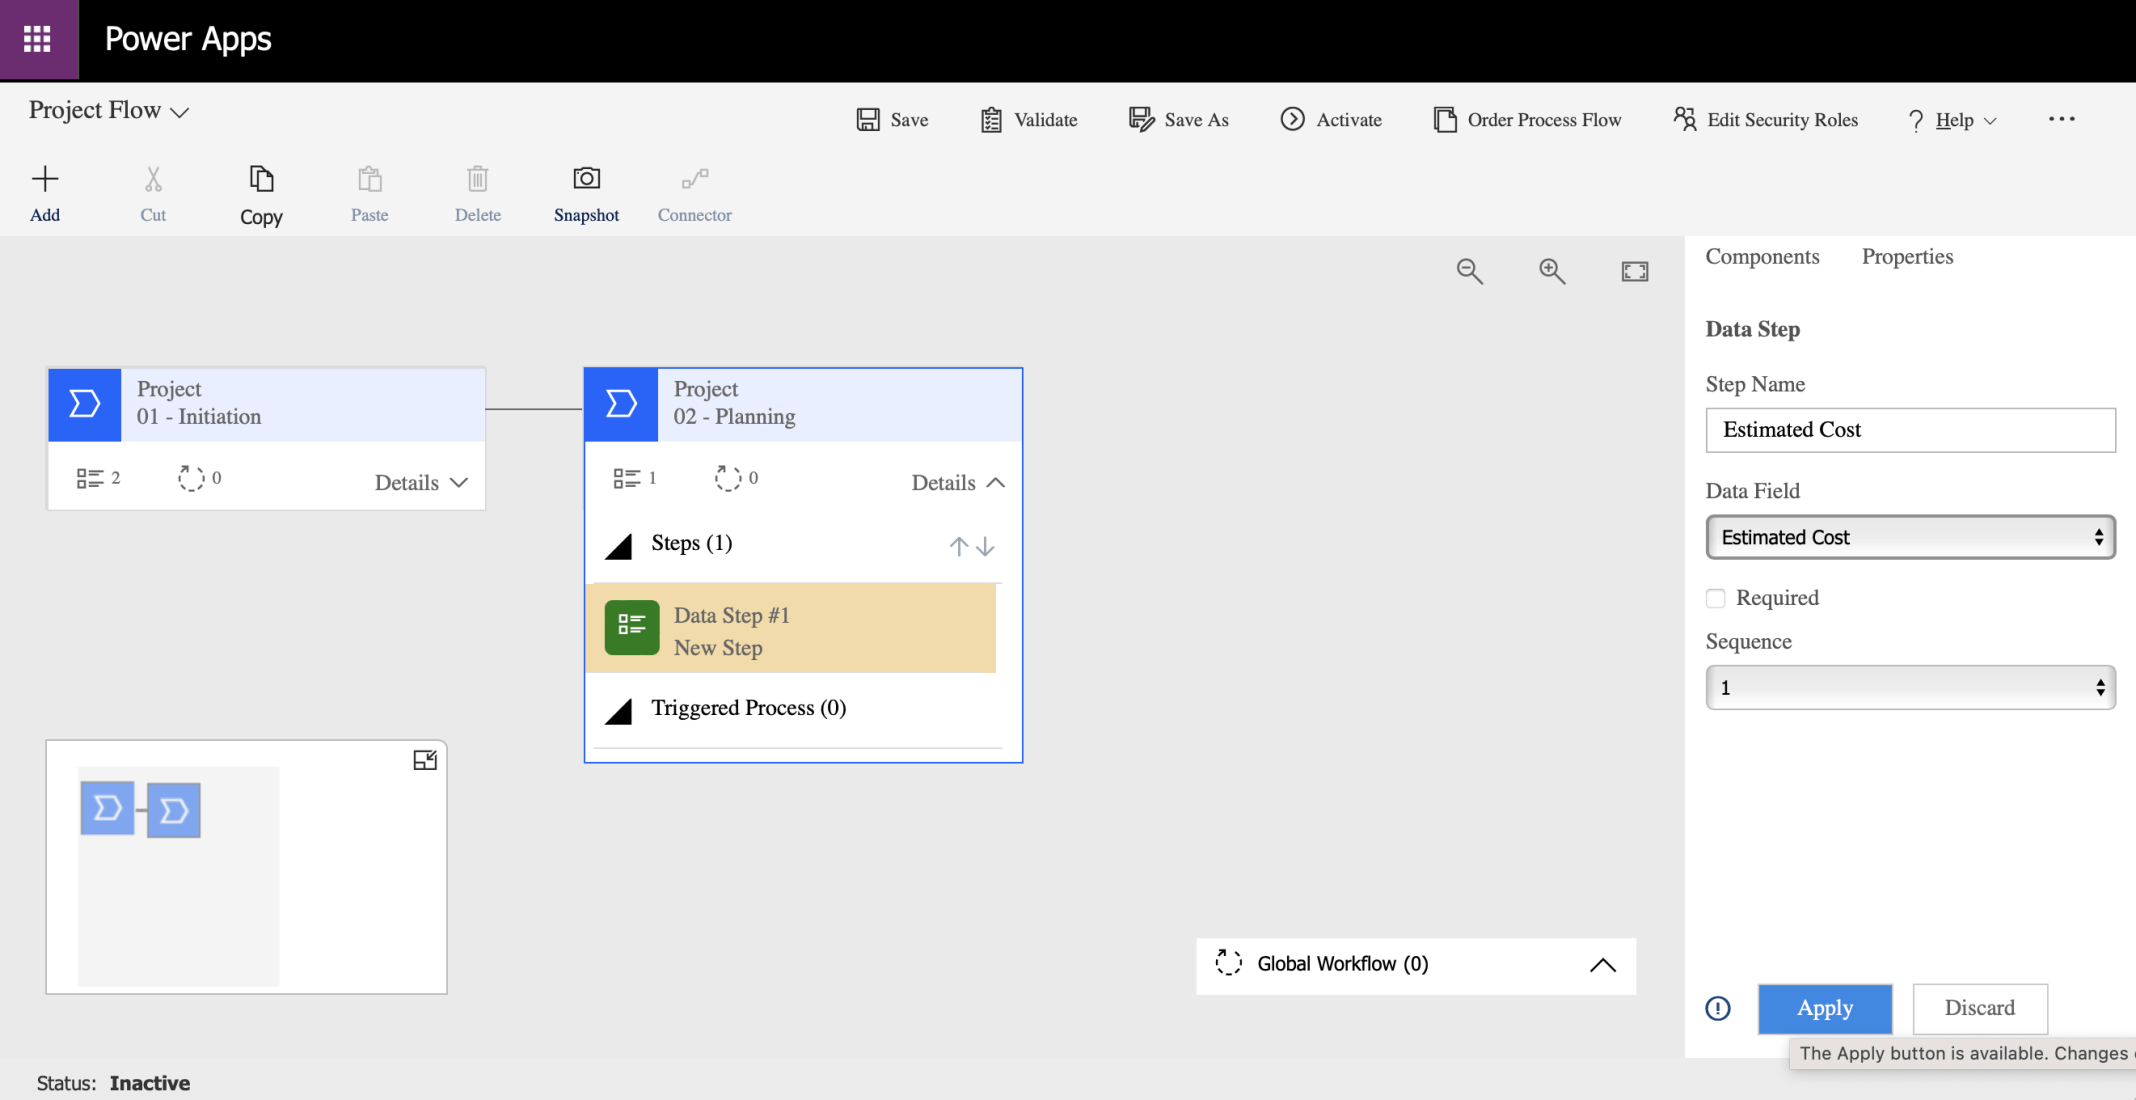 Power Apps
Project Flow
Save
Validate
Save As
Activate
Order Process Flow
Edit Security Roles
? Help
Add
Cut
Copy
Paste
Delete
Snapshot
Connector
Components
Properties
Project
01 - Initiation
2
0
Details
Project
02 - Planning
1
0
Details
Steps (1)
Data Step #1
New Step
Triggered Process (0)
Global Workflow (0)
Data Step
Step Name
Estimated Cost
Data Field
Estimated Cost
Required
Sequence
1
Apply
Discard
The Apply button is available. Changes
Status: Inactive